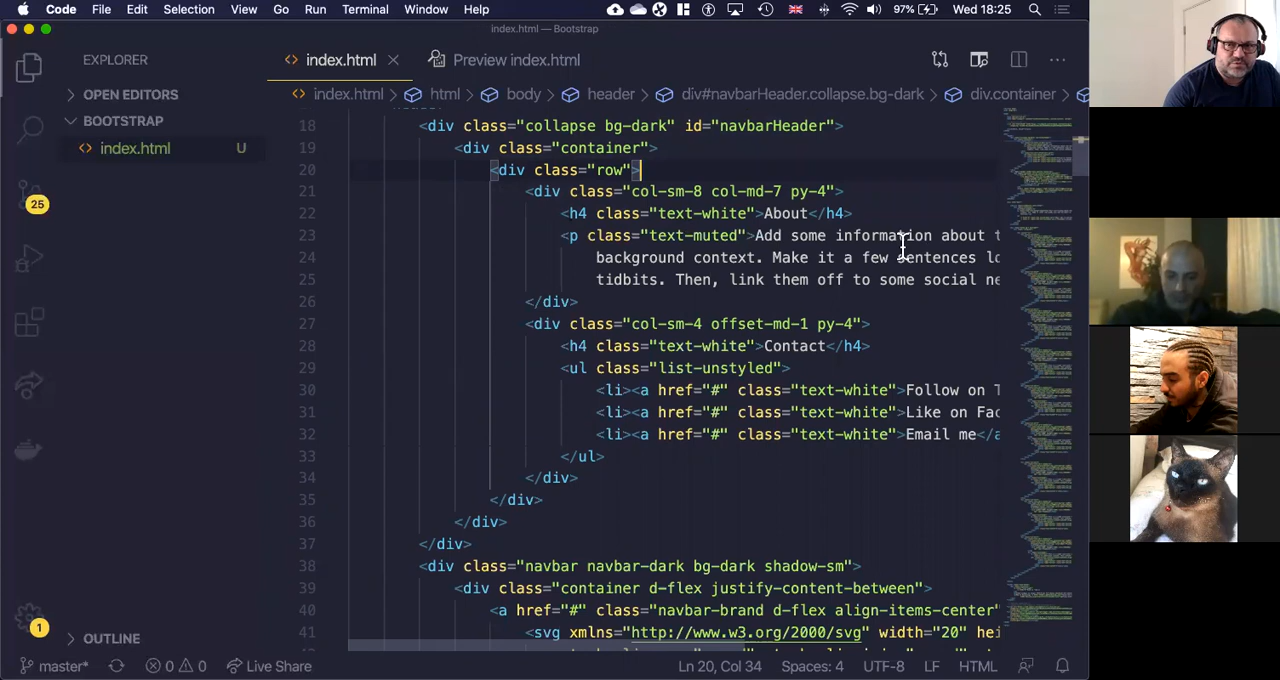 Code File Edit Selection View Go Run Terminal Window Help 97% Wed 18:25
index.html — Bootstrap
EXPLORER
index.html
Preview index.html
OPEN EDITORS
index.html html body header div#navbarHeader.collapse.bg-dark div.container
BOOTSTRAP
index.html U
18 <div class="collapse bg-dark" id="navbarHeader">
19 <div class="container">
20 <div class="row">
21 <div class="col-sm-8 col-md-7 py-4">
22 <h4 class="text-white">About</h4>
23 <p class="text-muted">Add some information about t
24 background context. Make it a few sentences lo
25 tidbits. Then, link them off to some social ne
26 </div>
27 <div class="col-sm-4 offset-md-1 py-4">
28 <h4 class="text-white">Contact</h4>
29 <ul class="list-unstyled">
30 <li><a href="#" class="text-white">Follow on T
31 <li><a href="#" class="text-white">Like on Fac
32 <li><a href="#" class="text-white">Email me</a
33 </ul>
34 </div>
35 </div>
36 </div>
37 </div>
38 <div class="navbar navbar-dark bg-dark shadow-sm">
39 <div class="container d-flex justify-content-between">
40 <a href="#" class="navbar-brand d-flex align-items-center"
41 <svg xmlns="http://www.w3.org/2000/svg" width="20" hei
25
1
OUTLINE
master* 0 0 Live Share Ln 20, Col 34 Spaces: 4 UTF-8 LF HTML